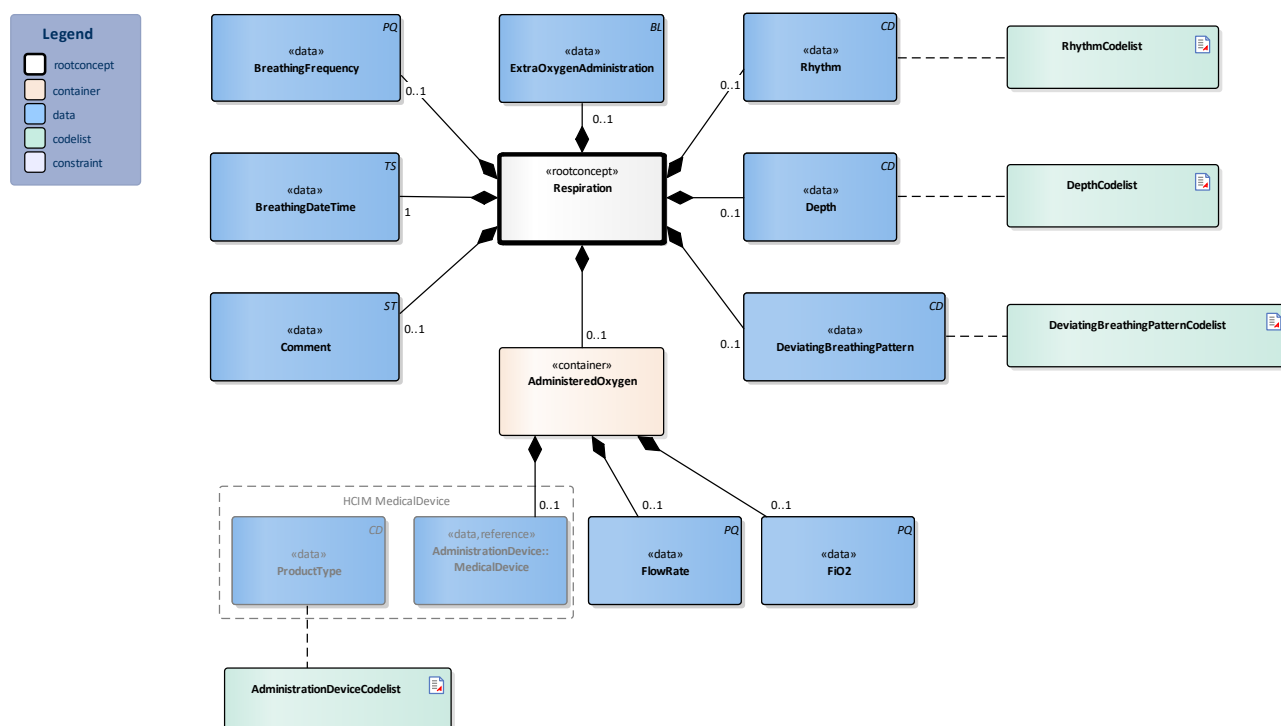 Legend
rootconcept
container
data
codelist
constraint
PQ
«data»
BreathingFrequency
0..1
BL
«data»
ExtraOxygenAdministration
0..1
CD
«data»
Rhythm
0..1
RhythmCodelist
TS
«data»
BreathingDateTime
1
«rootconcept»
Respiration
CD
«data»
Depth
0..1
DepthCodelist
ST
«data»
Comment
0..1
0..1
«container»
AdministeredOxygen
CD
«data»
DeviatingBreathingPattern
0..1
DeviatingBreathingPatternCodelist
HCIM MedicalDevice
CD
«data»
ProductType
0..1
«data,reference»
AdministrationDevice::
MedicalDevice
0..1
PQ
«data»
FlowRate
0..1
PQ
«data»
FiO2
AdministrationDeviceCodelist